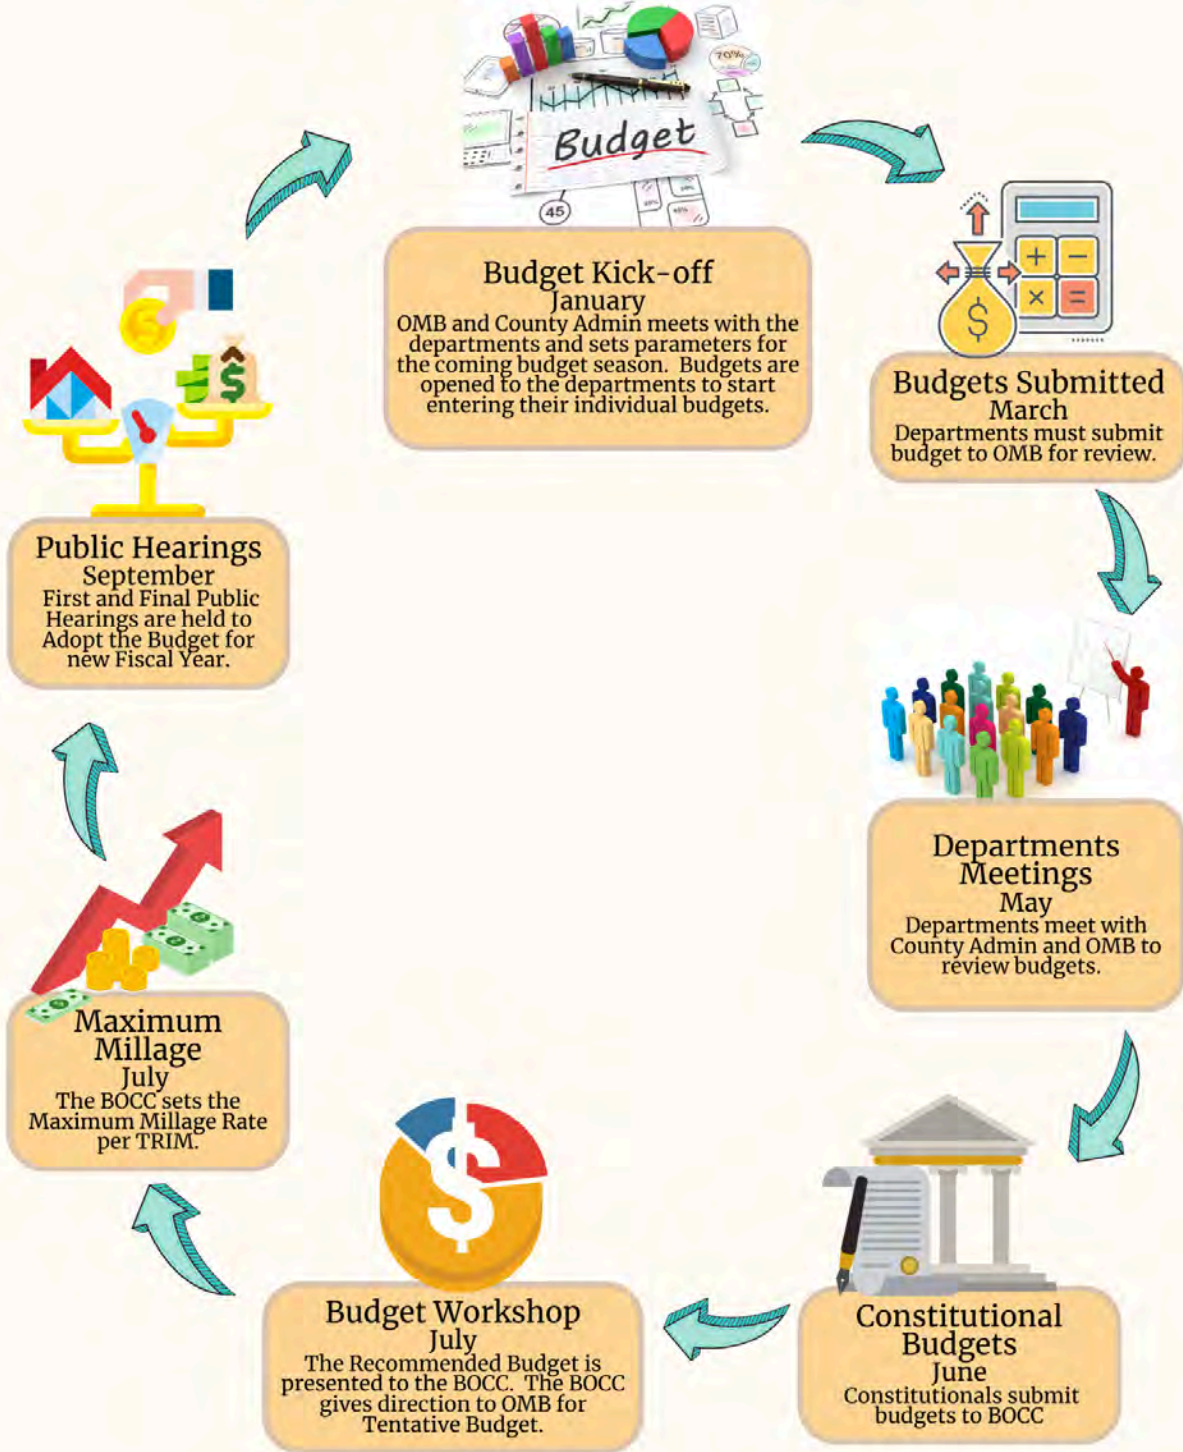 70%
Budget
45
Budget Kick-off
January
OMB and County Admin meets with the
departments and sets parameters for
the coming budget season.  Budgets are
opened to the departments to start
entering their individual budgets.
$
+ −
× =
Budgets Submitted
March
Departments must submit
budget to OMB for review.
Departments
Meetings
May
Departments meet with
County Admin and OMB to
review budgets.
Constitutional
Budgets
June
Constitutionals submit
budgets to BOCC
$
Budget Workshop
July
The Recommended Budget is
presented to the BOCC.  The BOCC
gives direction to OMB for
Tentative Budget.
Maximum
Millage
July
The BOCC sets the
Maximum Millage Rate
per TRIM.
$
$
Public Hearings
September
First and Final Public
Hearings are held to
Adopt the Budget for
new Fiscal Year.